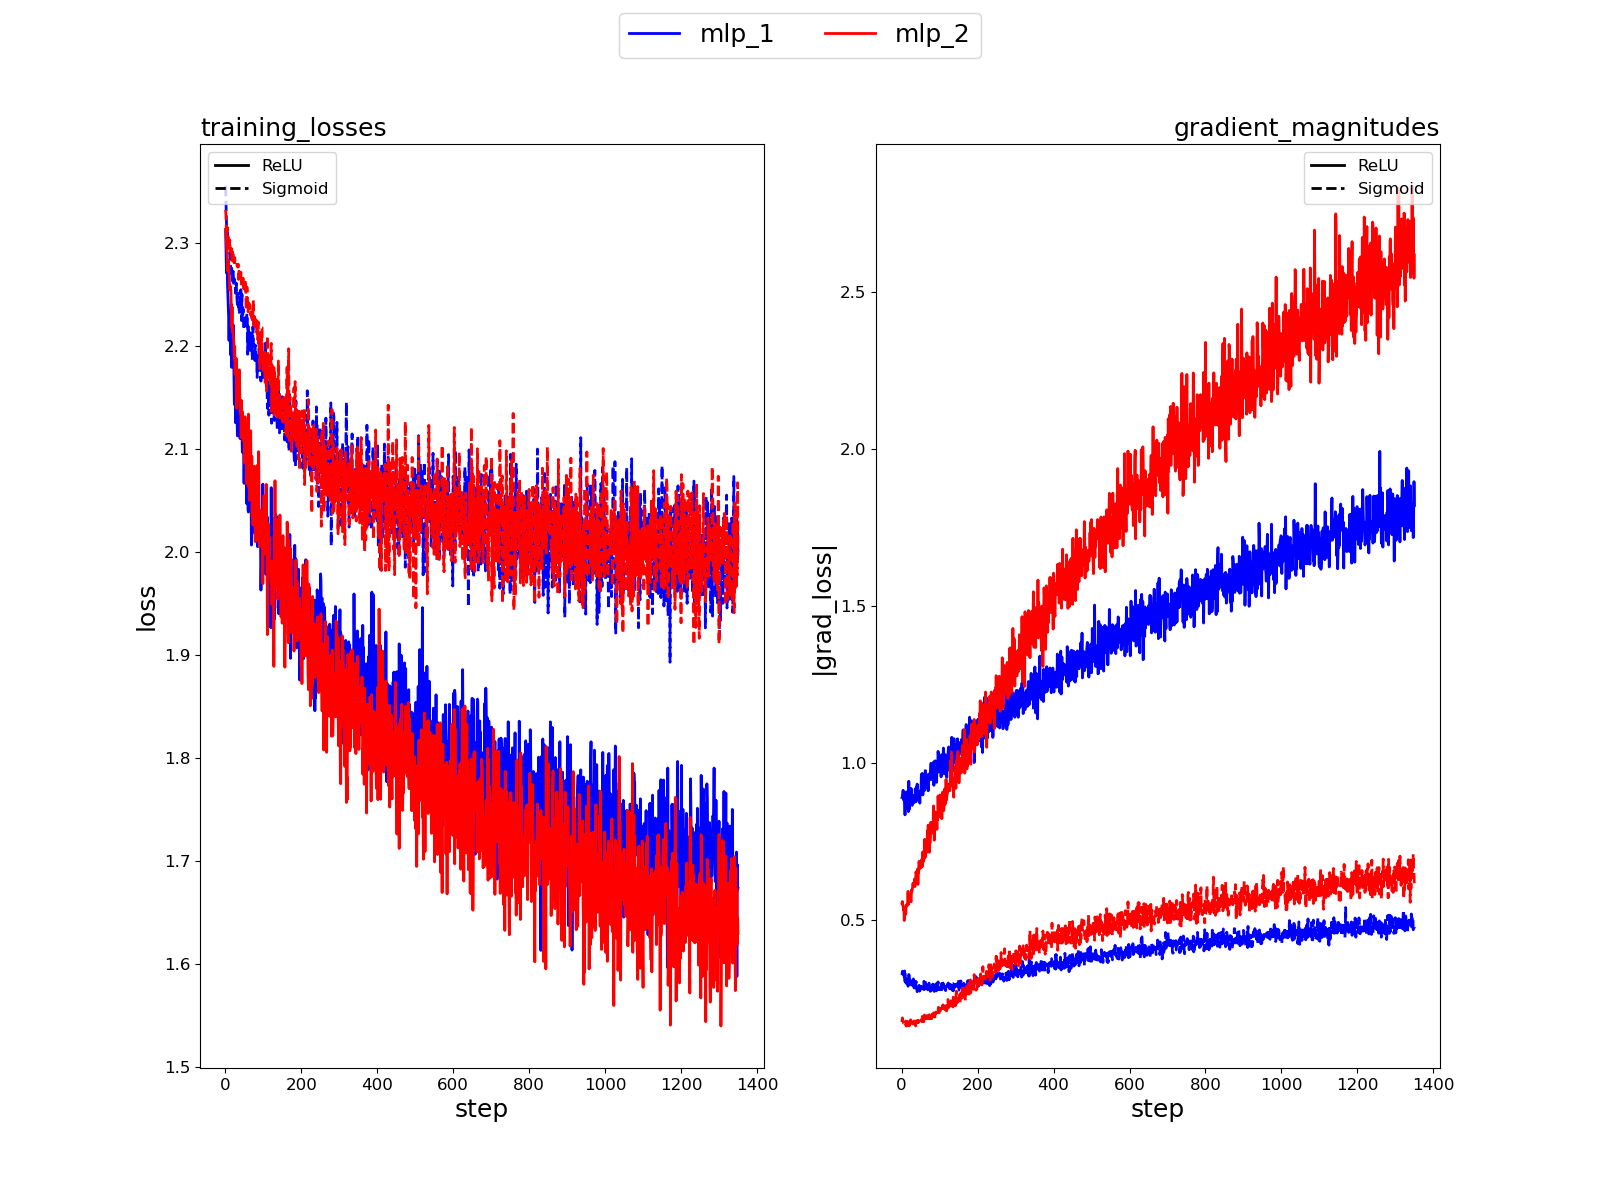 mlp_1 mlp_2
training_losses
ReLU
Sigmoid
2.3
2.2
2.1
2.0
1.9
1.8
1.7
1.6
1.5
loss
0 200 400 600 800 1000 1200 1400
step
gradient_magnitudes
ReLU
Sigmoid
2.5
2.0
1.5
1.0
0.5
|grad_loss|
0 200 400 600 800 1000 1200 1400
step